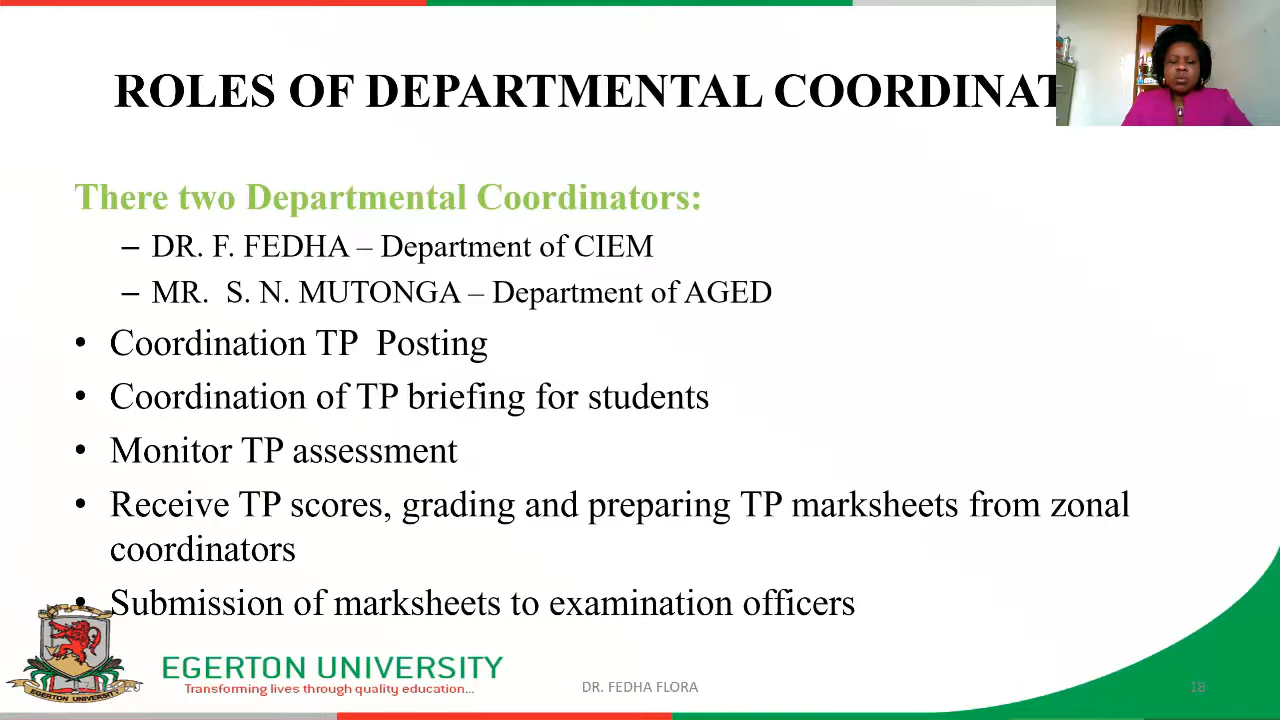 ROLES OF DEPARTMENTAL COORDINAT
There two Departmental Coordinators:
– DR. F. FEDHA – Department of CIEM
– MR. S. N. MUTONGA – Department of AGED
• Coordination TP Posting
• Coordination of TP briefing for students
• Monitor TP assessment
• Receive TP scores, grading and preparing TP marksheets from zonal
coordinators
• Submission of marksheets to examination officers
EGERTON UNIVERSITY
EGERTON UNIVERSITY
Transforming lives through quality education...
DR. FEDHA FLORA
18